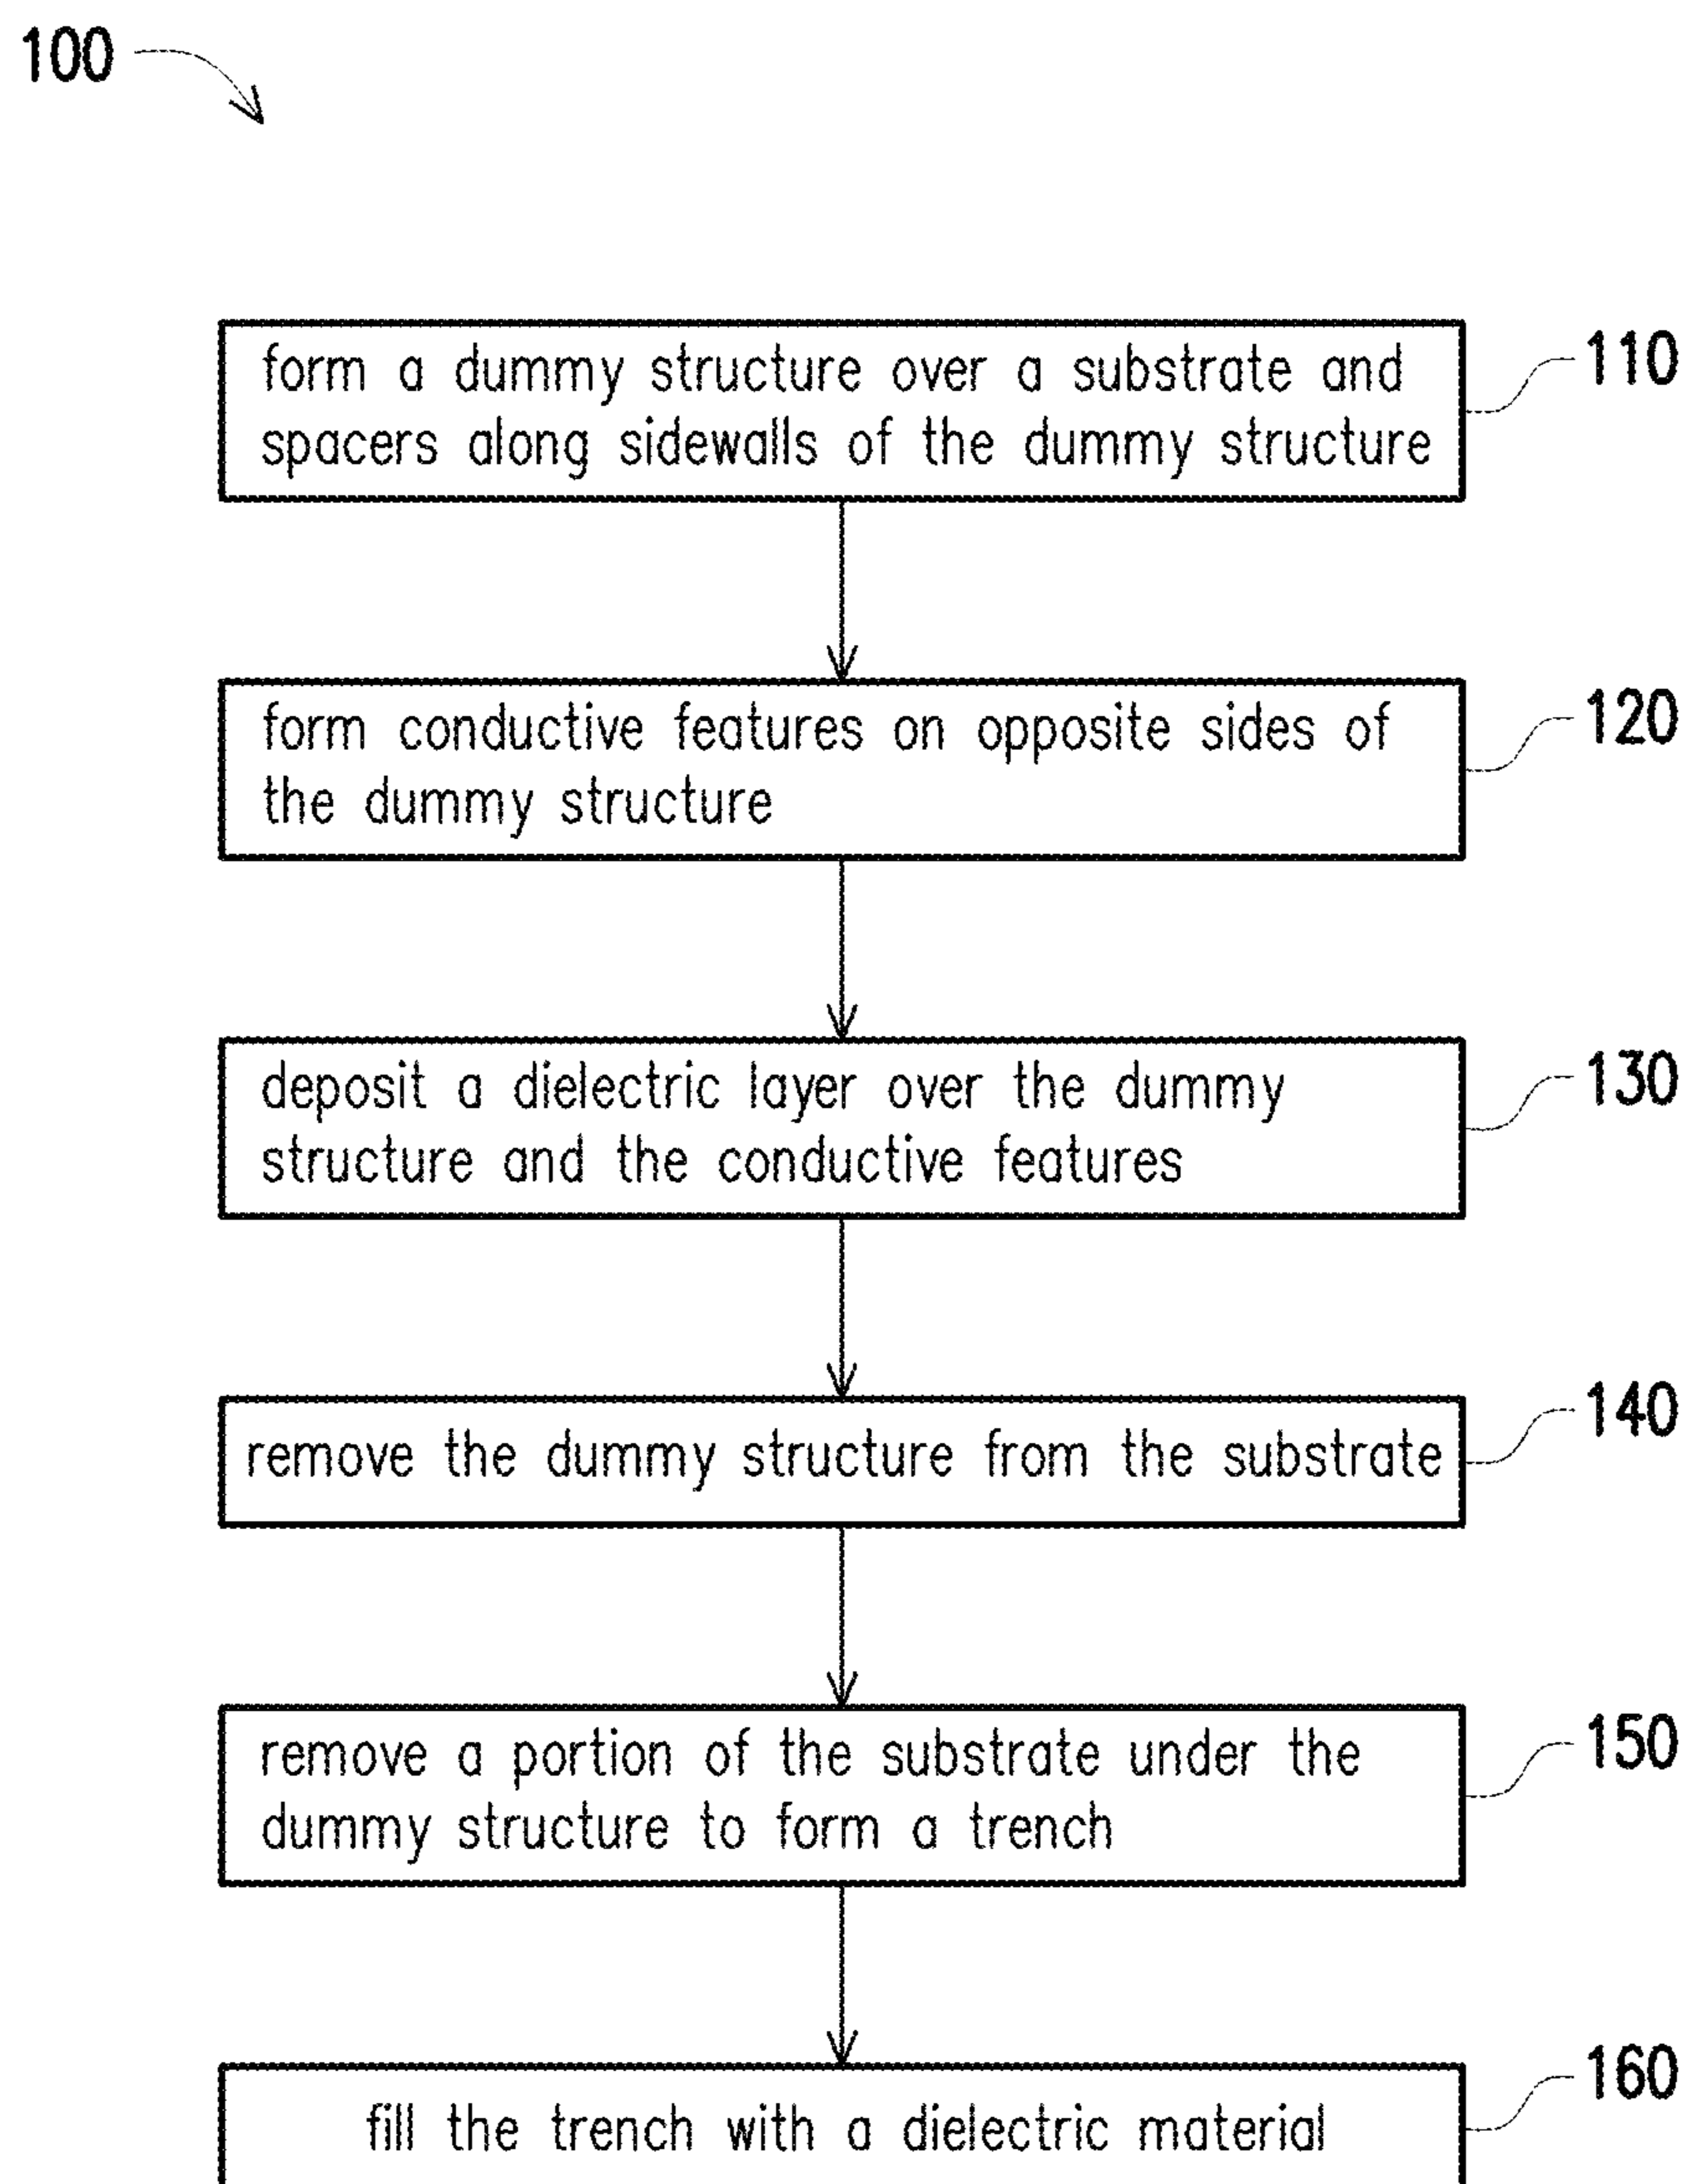 100
form a dummy structure over a substrate and
spacers along sidewalls of the dummy structure
110
form conductive features on opposite sides of
the dummy structure
120
deposit a dielectric layer over the dummy
structure and the conductive features
130
remove the dummy structure from the substrate
140
remove a portion of the substrate under the
dummy structure to form a trench
150
fill the trench with a dielectric material
160